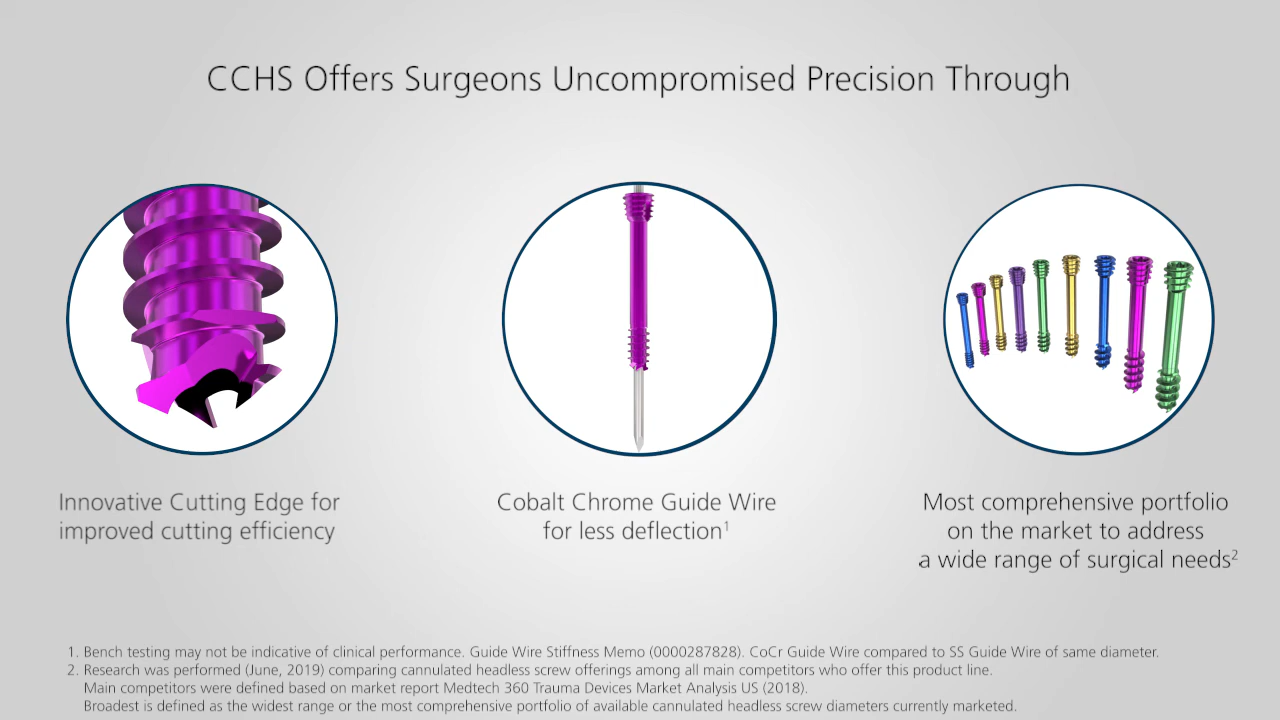 CCHS Offers Surgeons Uncompromised Precision Through
Innovative Cutting Edge for
improved cutting efficiency
Cobalt Chrome Guide Wire
for less deflection¹
Most comprehensive portfolio
on the market to address
a wide range of surgical needs²
1. Bench testing may not be indicative of clinical performance. Guide Wire Stiffness Memo (0000287828). CoCr Guide Wire compared to SS Guide Wire of same diameter.
2. Research was performed (June, 2019) comparing cannulated headless screw offerings among all main competitors who offer this product line.
Main competitors were defined based on market report Medtech 360 Trauma Devices Market Analysis US (2018).
Broadest is defined as the widest range or the most comprehensive portfolio of available cannulated headless screw diameters currently marketed.